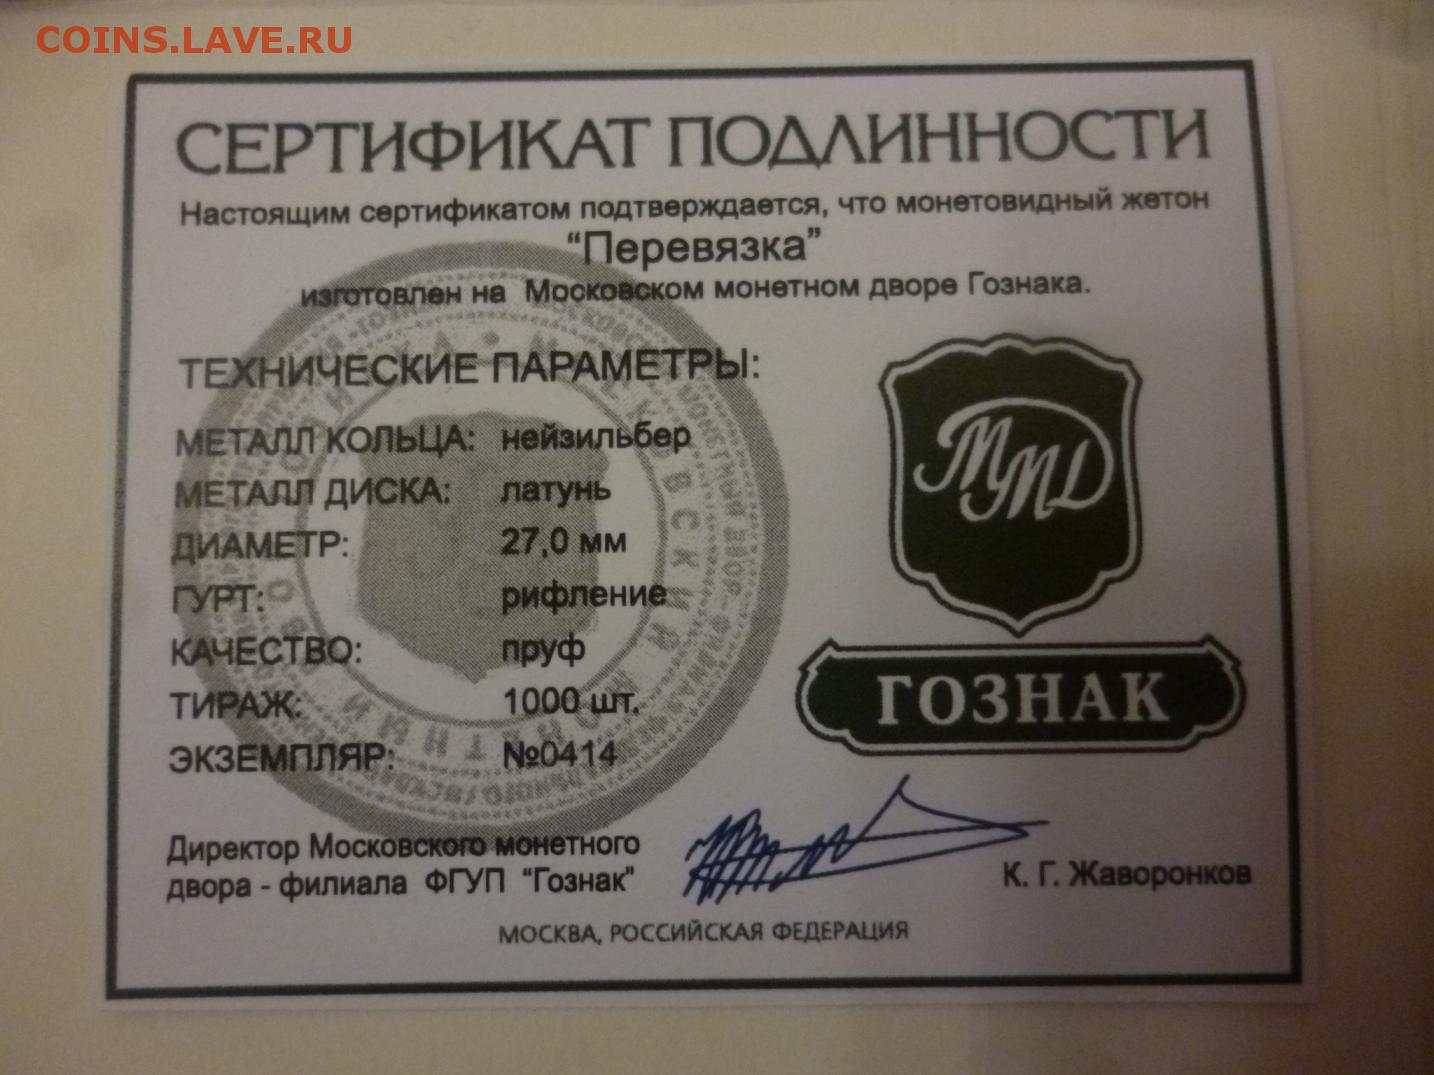 COINS.LAVE.RU
СЕРТИФИКАТ ПОДЛИННОСТИ
Настоящим сертификатом подтверждается, что монетовидный жетон
“Перевязка”
изготовлен на Московском монетном дворе Гознака.
ТЕХНИЧЕСКИЕ ПАРАМЕТРЫ:
МЕТАЛЛ КОЛЬЦА: нейзильбер
МЕТАЛЛ ДИСКА: латунь
ДИАМЕТР: 27,0 мм
ГУРТ: рифление
КАЧЕСТВО: пруф
ТИРАЖ: 1000 шт.
ЭКЗЕМПЛЯР: №0414
ММД
ГОЗНАК
Директор Московского монетного
двора - филиала ФГУП “Гознак”
К. Г. Жаворонков
МОСКВА, РОССИЙСКАЯ ФЕДЕРАЦИЯ